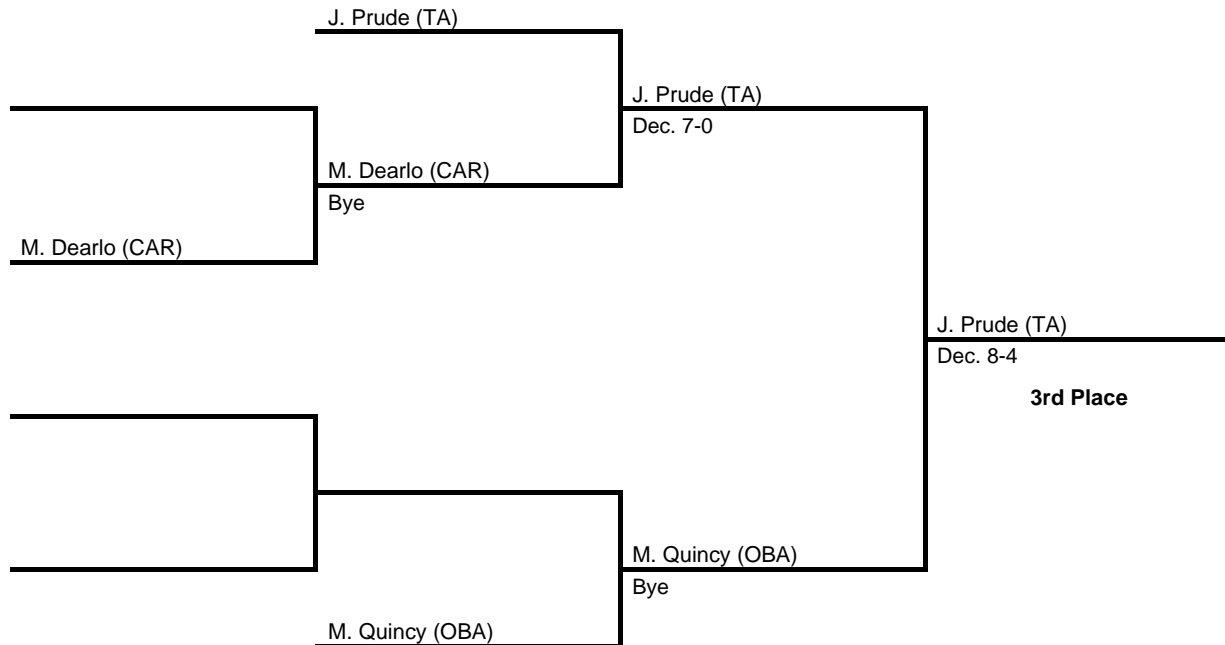 J. Prude (TA)
J. Prude (TA)
Dec. 7-0
M. Dearlo (CAR)
Bye
M. Dearlo (CAR)
J. Prude (TA)
Dec. 8-4
3rd Place
M. Quincy (OBA)
Bye
M. Quincy (OBA)